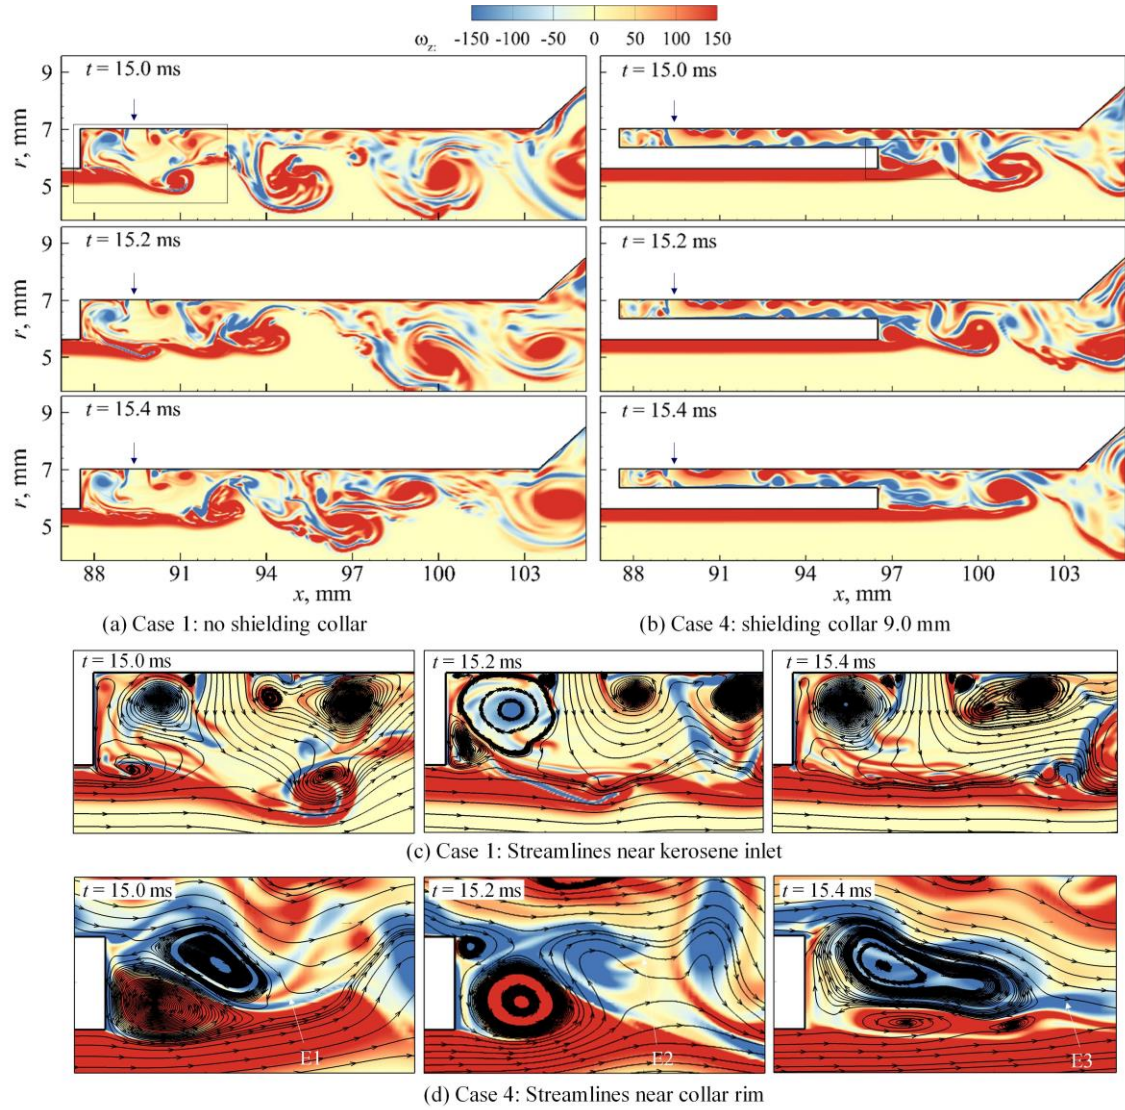 ω_z: -150 -100 -50 0 50 100 150
t = 15.0 ms
t = 15.0 ms
9
7
5
r, mm
r, mm
t = 15.2 ms
t = 15.2 ms
9
7
5
r, mm
r, mm
t = 15.4 ms
t = 15.4 ms
9
7
5
r, mm
r, mm
88 91 94 97 100 103
88 91 94 97 100 103
x, mm
x, mm
(a) Case 1: no shielding collar
(b) Case 4: shielding collar 9.0 mm
t = 15.0 ms
t = 15.2 ms
t = 15.4 ms
(c) Case 1: Streamlines near kerosene inlet
t = 15.0 ms
t = 15.2 ms
t = 15.4 ms
E1
E2
E3
(d) Case 4: Streamlines near collar rim